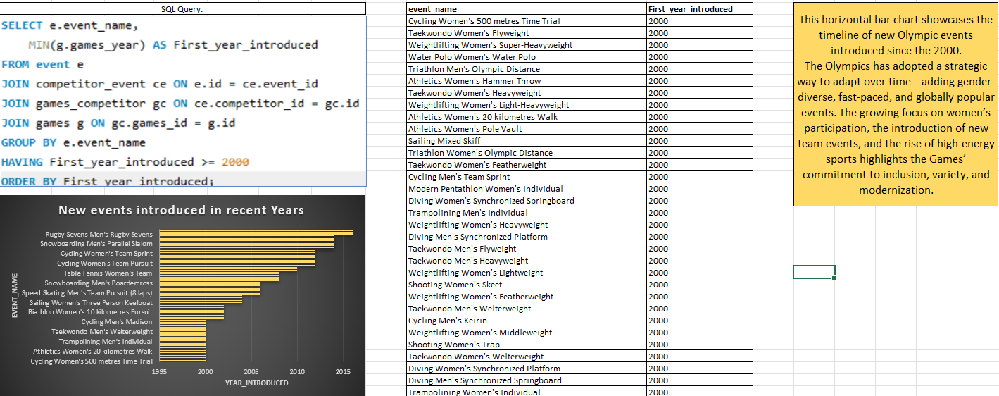 SQL Query:
SELECT e.event_name,
MIN(g.games_year) AS First_year_introduced
FROM event e
JOIN competitor_event ce ON e.id = ce.event_id
JOIN games_competitor gc ON ce.competitor_id = gc.id
JOIN games g ON gc.games_id = g.id
GROUP BY e.event_name
HAVING First_year_introduced >= 2000
ORDER BY First_year_introduced;
New events introduced in recent Years
EVENT_NAME
Rugby Sevens Men's Rugby Sevens
Snowboarding Men's Parallel Slalom
Cycling Women's Team Sprint
Cycling Women's Team Pursuit
Table Tennis Women's Team
Snowboarding Men's Boardercross
Speed Skating Men's Team Pursuit (8 laps)
Sailing Women's Three Person Keelboat
Biathlon Women's 10 kilometres Pursuit
Cycling Men's Madison
Taekwondo Men's Welterweight
Trampolining Men's Individual
Athletics Women's 20 kilometres Walk
Cycling Women's 500 metres Time Trial
1995 2000 2005 2010 2015
YEAR_INTRODUCED
event_name First_year_introduced
Cycling Women's 500 metres Time Trial 2000
Taekwondo Women's Flyweight 2000
Weightlifting Women's Super-Heavyweight 2000
Water Polo Women's Water Polo 2000
Triathlon Men's Olympic Distance 2000
Athletics Women's Hammer Throw 2000
Taekwondo Women's Heavyweight 2000
Weightlifting Women's Light-Heavyweight 2000
Athletics Women's 20 kilometres Walk 2000
Athletics Women's Pole Vault 2000
Sailing Mixed Skiff 2000
Triathlon Women's Olympic Distance 2000
Taekwondo Women's Featherweight 2000
Cycling Men's Team Sprint 2000
Modern Pentathlon Women's Individual 2000
Diving Women's Synchronized Springboard 2000
Trampolining Men's Individual 2000
Weightlifting Women's Heavyweight 2000
Diving Men's Synchronized Platform 2000
Taekwondo Men's Flyweight 2000
Taekwondo Men's Heavyweight 2000
Weightlifting Women's Lightweight 2000
Shooting Women's Skeet 2000
Weightlifting Women's Featherweight 2000
Taekwondo Men's Welterweight 2000
Cycling Men's Keirin 2000
Weightlifting Women's Middleweight 2000
Shooting Women's Trap 2000
Taekwondo Women's Welterweight 2000
Diving Women's Synchronized Platform 2000
Diving Men's Synchronized Springboard 2000
Trampolining Women's Individual 2000
This horizontal bar chart showcases the
timeline of new Olympic events
introduced since the 2000.
The Olympics has adopted a strategic
way to adapt over time—adding gender-
diverse, fast-paced, and globally popular
events. The growing focus on women's
participation, the introduction of new
team events, and the rise of high-energy
sports highlights the Games'
commitment to inclusion, variety, and
modernization.